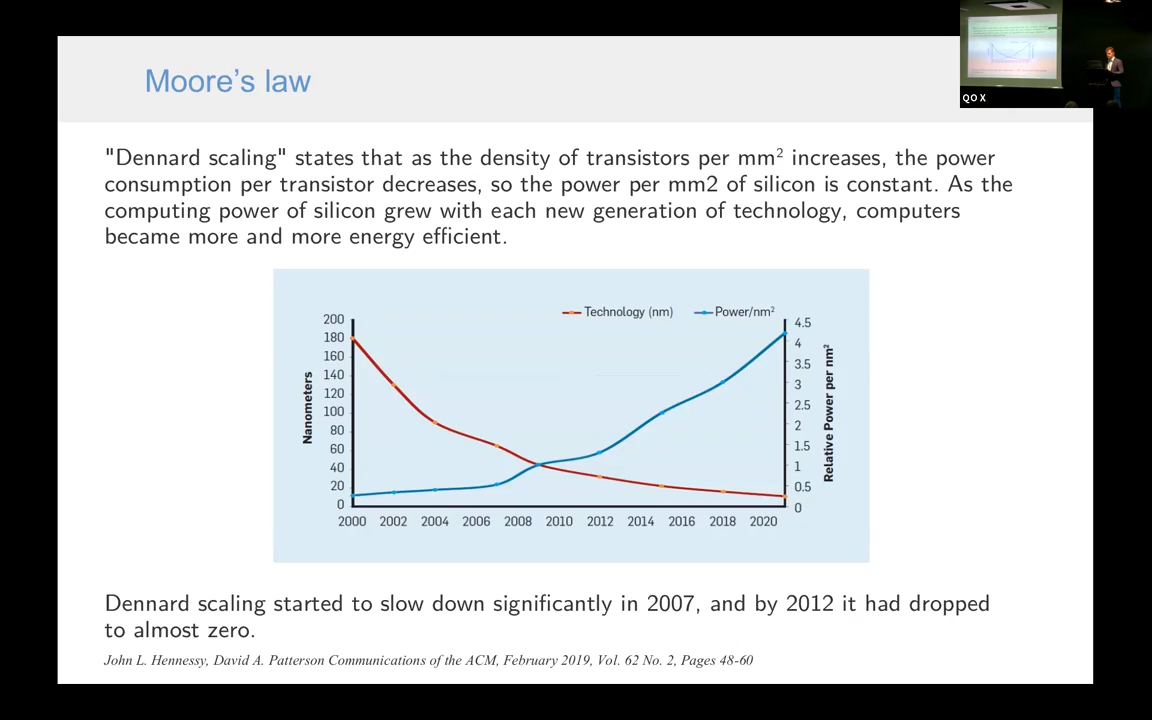 Moore's law
QO X
"Dennard scaling" states that as the density of transistors per mm² increases, the power
consumption per transistor decreases, so the power per mm2 of silicon is constant. As the
computing power of silicon grew with each new generation of technology, computers
became more and more energy efficient.
Technology (nm) Power/nm²
200
180
160
140
120
100
80
60
40
20
0
Nanometers
4.5
4
3.5
3
2.5
2
1.5
1
0.5
0
Relative Power per nm²
2000 2002 2004 2006 2008 2010 2012 2014 2016 2018 2020
Dennard scaling started to slow down significantly in 2007, and by 2012 it had dropped
to almost zero.
John L. Hennessy, David A. Patterson Communications of the ACM, February 2019, Vol. 62 No. 2, Pages 48-60